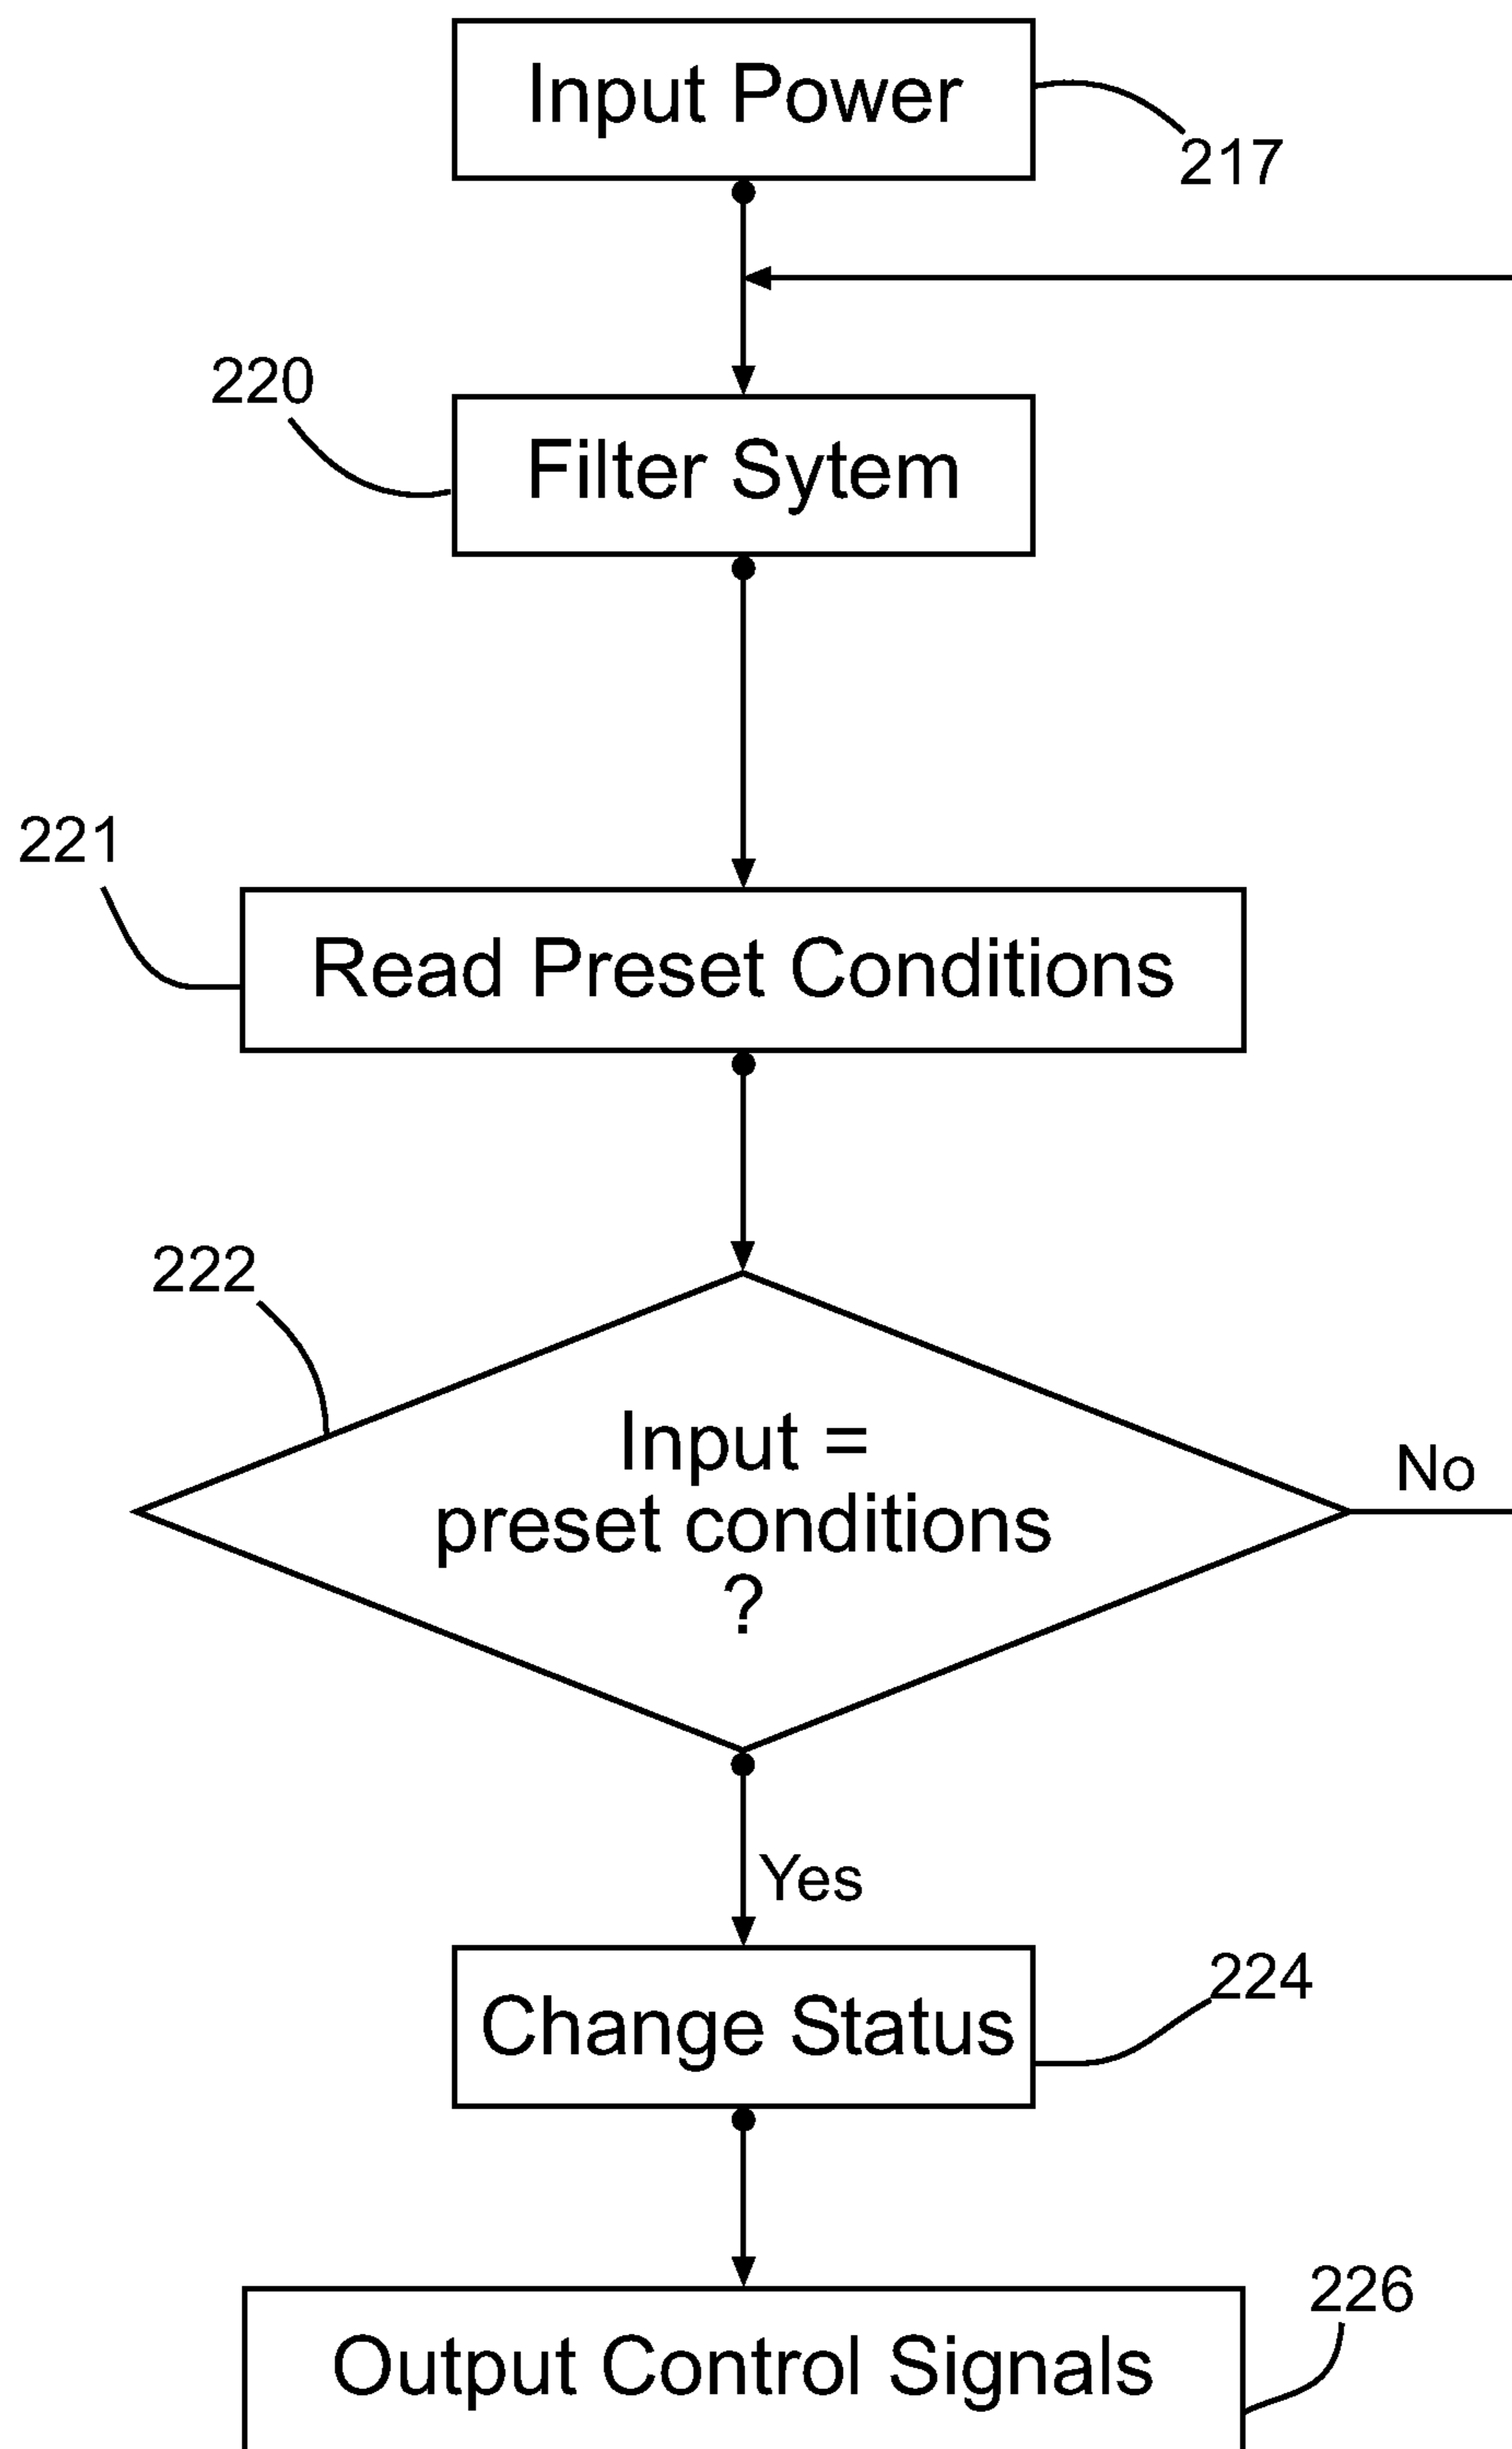 Input Power
217
220
Filter Sytem
221
Read Preset Conditions
222
Input =
preset conditions
?
No
Yes
Change Status
224
226
Output Control Signals